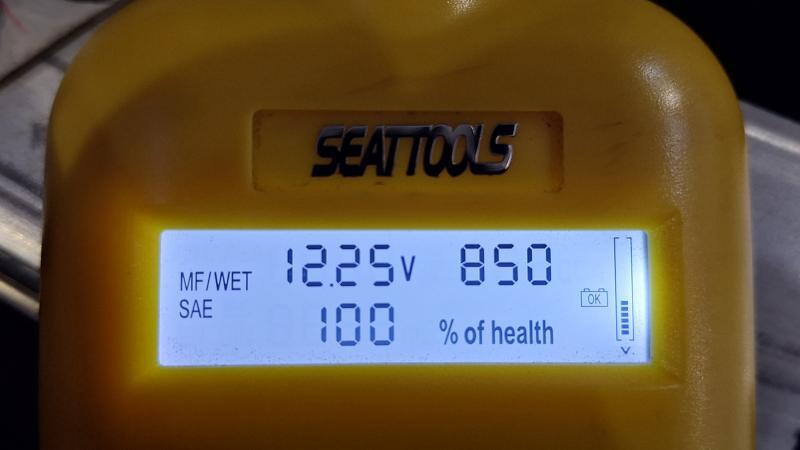 SEATTOOLS
MF/WET 12.25V 850
SAE 100 % of health
OK
V